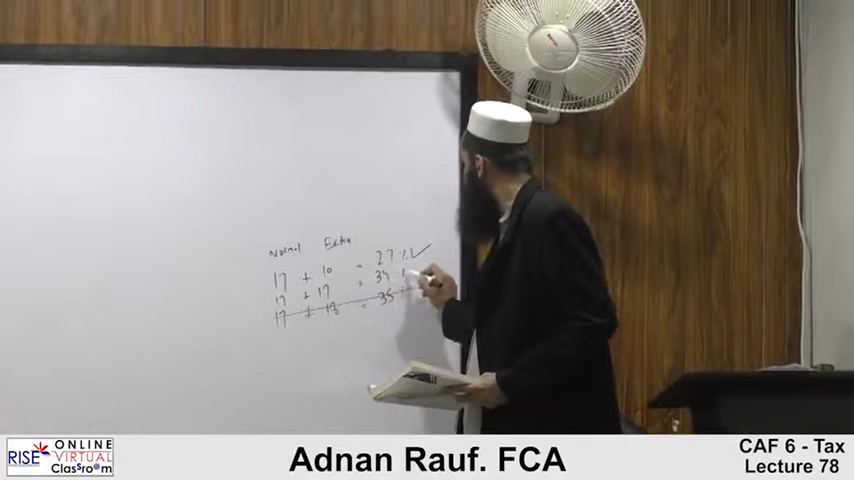 Normal Extra
17 + 10 = 27%
17 + 17 = 34%
17 + 18 = 35
RISE
ONLINE
VIRTUAL
ClassrOOm
Adnan Rauf. FCA
CAF 6 - Tax
Lecture 78